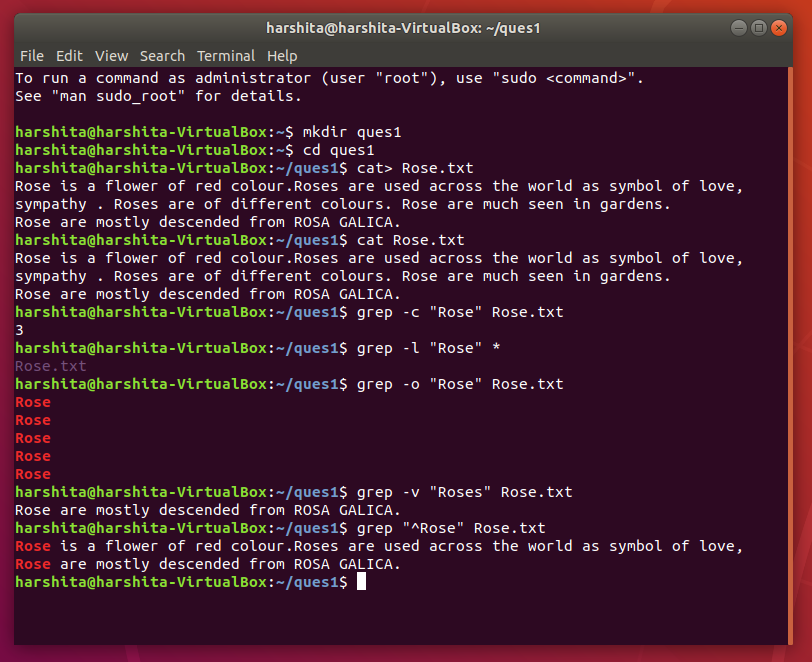 harshita@harshita-VirtualBox: ~/ques1
File Edit View Search Terminal Help
To run a command as administrator (user "root"), use "sudo <command>".
See "man sudo_root" for details.
harshita@harshita-VirtualBox:~$ mkdir ques1
harshita@harshita-VirtualBox:~$ cd ques1
harshita@harshita-VirtualBox:~/ques1$ cat> Rose.txt
Rose is a flower of red colour.Roses are used across the world as symbol of love,
sympathy . Roses are of different colours. Rose are much seen in gardens.
Rose are mostly descended from ROSA GALICA.
harshita@harshita-VirtualBox:~/ques1$ cat Rose.txt
Rose is a flower of red colour.Roses are used across the world as symbol of love,
sympathy . Roses are of different colours. Rose are much seen in gardens.
Rose are mostly descended from ROSA GALICA.
harshita@harshita-VirtualBox:~/ques1$ grep -c "Rose" Rose.txt
3
harshita@harshita-VirtualBox:~/ques1$ grep -l "Rose" *
Rose.txt
harshita@harshita-VirtualBox:~/ques1$ grep -o "Rose" Rose.txt
Rose
Rose
Rose
Rose
Rose
harshita@harshita-VirtualBox:~/ques1$ grep -v "Roses" Rose.txt
Rose are mostly descended from ROSA GALICA.
harshita@harshita-VirtualBox:~/ques1$ grep "^Rose" Rose.txt
Rose is a flower of red colour.Roses are used across the world as symbol of love,
Rose are mostly descended from ROSA GALICA.
harshita@harshita-VirtualBox:~/ques1$